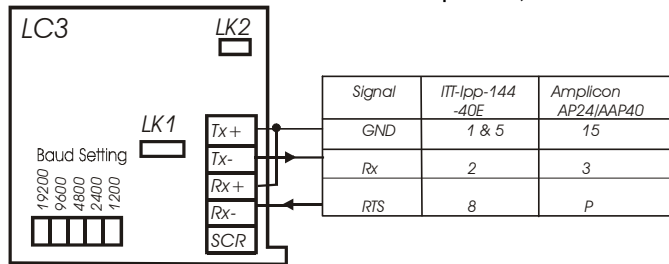 LC3
LK2
LK1
Baud Setting
19200
9600
4800
2400
1200
Tx+
Tx-
Rx+
Rx-
SCR
Signal ITT-Ipp-144 -40E Amplicon AP24/AAP40
GND 1 & 5 15
Rx 2 3
RTS 8 P